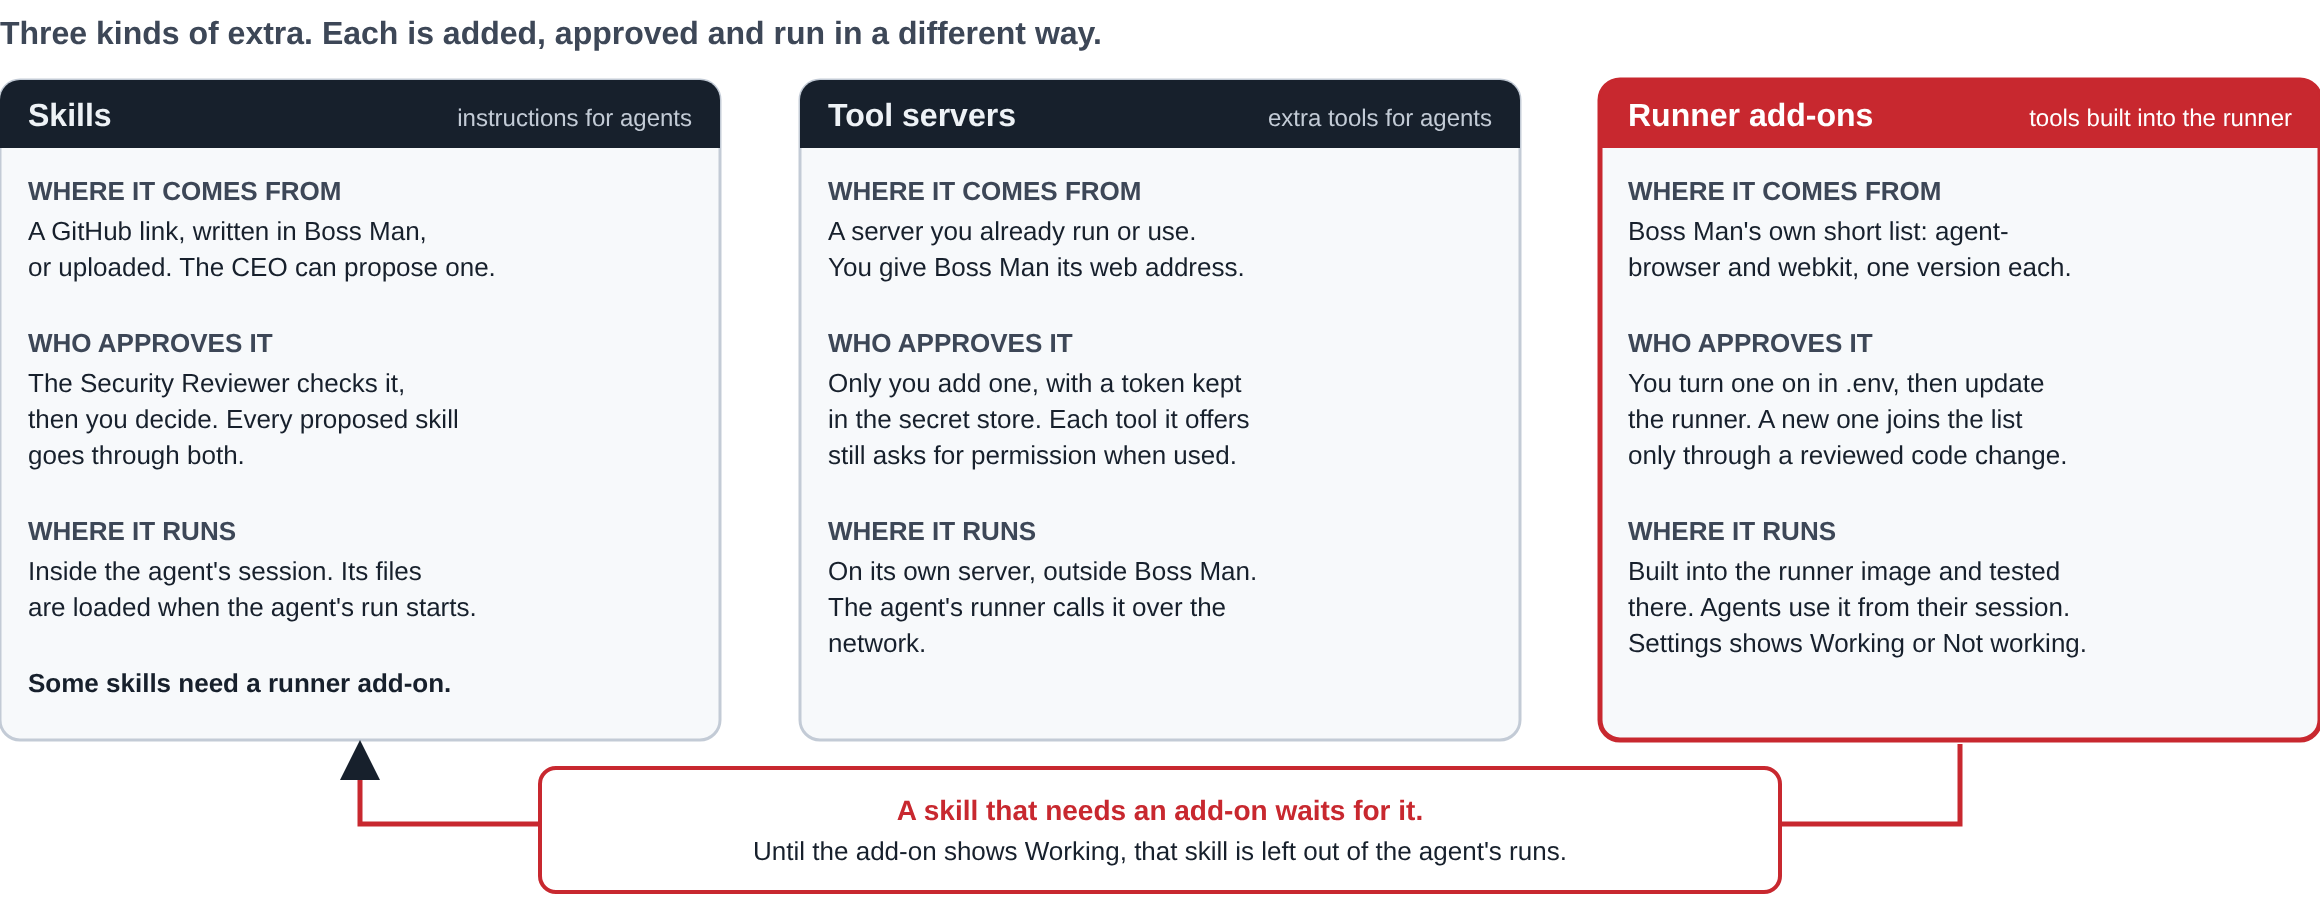 Three kinds of extra. Each is added, approved and run in a different way.
Skills
instructions for agents
WHERE IT COMES FROM
A GitHub link, written in Boss Man,
or uploaded. The CEO can propose one.
WHO APPROVES IT
The Security Reviewer checks it,
then you decide. Every proposed skill
goes through both.
WHERE IT RUNS
Inside the agent's session. Its files
are loaded when the agent's run starts.
Some skills need a runner add-on.
Tool servers
extra tools for agents
WHERE IT COMES FROM
A server you already run or use.
You give Boss Man its web address.
WHO APPROVES IT
Only you add one, with a token kept
in the secret store. Each tool it offers
still asks for permission when used.
WHERE IT RUNS
On its own server, outside Boss Man.
The agent's runner calls it over the
network.
Runner add-ons
tools built into the runner
WHERE IT COMES FROM
Boss Man's own short list: agent-
browser and webkit, one version each.
WHO APPROVES IT
You turn one on in .env, then update
the runner. A new one joins the list
only through a reviewed code change.
WHERE IT RUNS
Built into the runner image and tested
there. Agents use it from their session.
Settings shows Working or Not working.
A skill that needs an add-on waits for it.
Until the add-on shows Working, that skill is left out of the agent's runs.